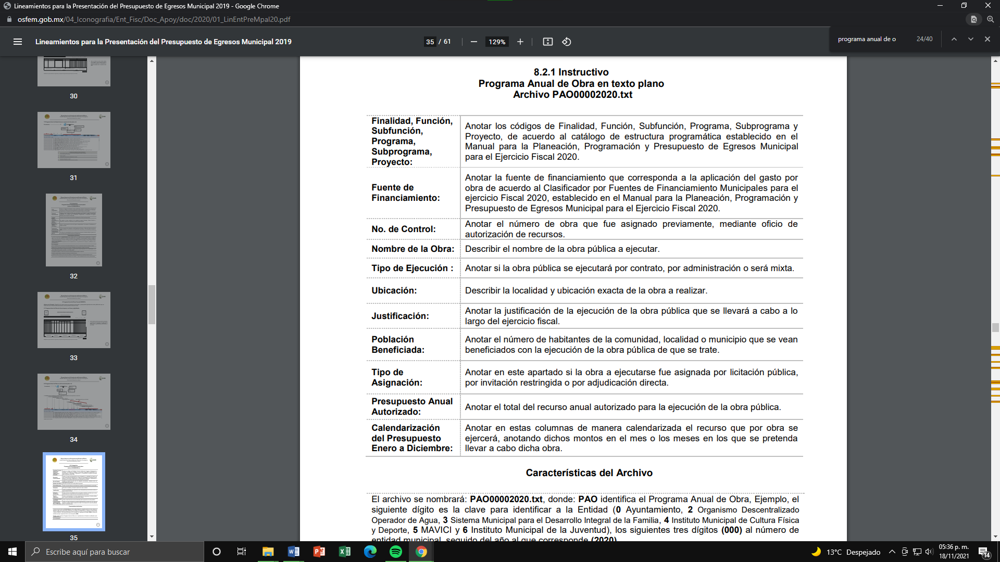 Lineamientos para la Presentación del Presupuesto de Egresos Municipal 2019 - Google Chrome
osfem.gob.mx/04_Iconografia/Ent_Fisc/Doc_Apoy/doc/2020/01_LinEntPreMpal20.pdf
Lineamientos para la Presentación del Presupuesto de Egresos Municipal 2019
35 / 61
129%
programa anual de o
24/40
30
31
32
33
34
35
8.2.1 Instructivo
Programa Anual de Obra en texto plano
Archivo PAO00002020.txt
Finalidad, Función,
Subfunción,
Programa,
Subprograma,
Proyecto:
Anotar los códigos de Finalidad, Función, Subfunción, Programa, Subprograma y
Proyecto, de acuerdo al catálogo de estructura programática establecido en el
Manual para la Planeación, Programación y Presupuesto de Egresos Municipal
para el Ejercicio Fiscal 2020.
Fuente de
Financiamiento:
Anotar la fuente de financiamiento que corresponda a la aplicación del gasto por
obra de acuerdo al Clasificador por Fuentes de Financiamiento Municipales para el
ejercicio Fiscal 2020, establecido en el Manual para la Planeación, Programación y
Presupuesto de Egresos Municipal para el Ejercicio Fiscal 2020.
No. de Control:
Anotar el número de obra que fue asignado previamente, mediante oficio de
autorización de recursos.
Nombre de la Obra:
Describir el nombre de la obra pública a ejecutar.
Tipo de Ejecución :
Anotar si la obra pública se ejecutará por contrato, por administración o será mixta.
Ubicación:
Describir la localidad y ubicación exacta de la obra a realizar.
Justificación:
Anotar la justificación de la ejecución de la obra pública que se llevará a cabo a lo
largo del ejercicio fiscal.
Población
Beneficiada:
Anotar el número de habitantes de la comunidad, localidad o municipio que se vean
beneficiados con la ejecución de la obra pública de que se trate.
Tipo de
Asignación:
Anotar en este apartado si la obra a ejecutarse fue asignada por licitación pública,
por invitación restringida o por adjudicación directa.
Presupuesto Anual
Autorizado:
Anotar el total del recurso anual autorizado para la ejecución de la obra pública.
Calendarización
del Presupuesto
Enero a Diciembre:
Anotar en estas columnas de manera calendarizada el recurso que por obra se
ejercerá, anotando dichos montos en el mes o los meses en los que se pretenda
llevar a cabo dicha obra.
Características del Archivo
El archivo se nombrará: PAO00002020.txt, donde: PAO identifica el Programa Anual de Obra, Ejemplo, el
siguiente dígito es la clave para identificar a la Entidad (0 Ayuntamiento, 2 Organismo Descentralizado
Operador de Agua, 3 Sistema Municipal para el Desarrollo Integral de la Familia, 4 Instituto Municipal de Cultura Física
y Deporte, 5 MAVICI y 6 Instituto Municipal de la Juventud), los siguientes tres dígitos (000) al número de
entidad municipal, seguido del año al que corresponde (2020)
Escribe aquí para buscar
13°C Despejado
05:36 p. m.
18/11/2021
14